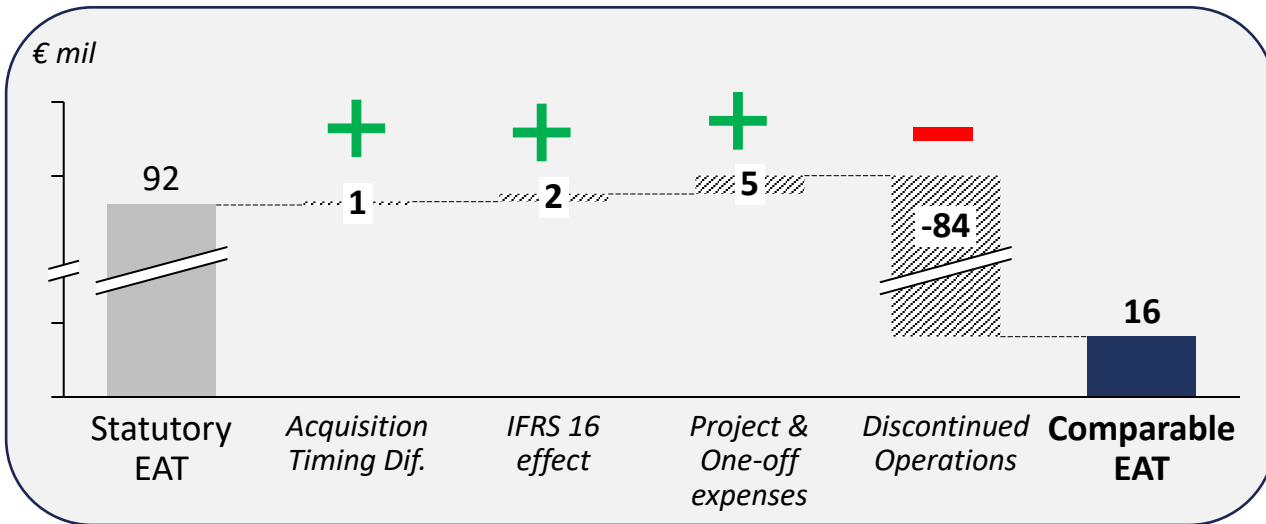 € mil
92
1
2
5
-84
16
Statutory
EAT
Acquisition
Timing Dif.
IFRS 16
effect
Project &
One-off
expenses
Discontinued
Operations
Comparable
EAT